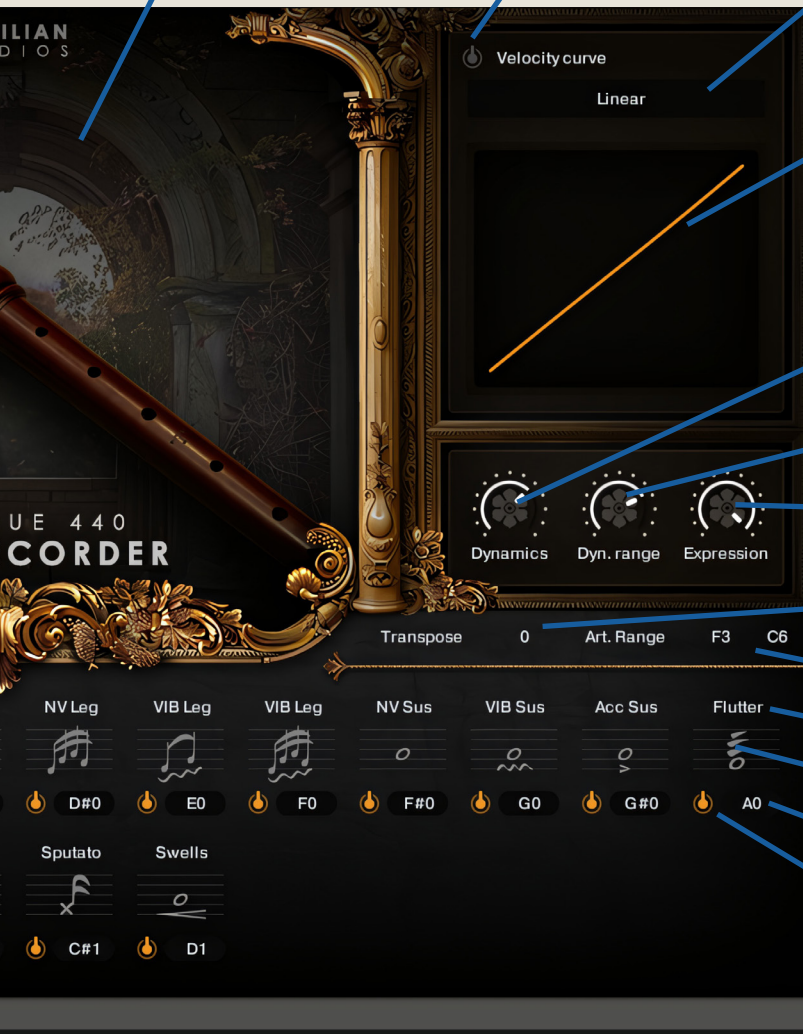 ILIAN
DIOS
Velocity curve
Linear
UE 440
CORDER
Dynamics Dyn. range Expression
Transpose 0 Art. Range F3 C6
NV Leg VIB Leg VIB Leg NV Sus VIB Sus Acc Sus Flutter
D#0 E0 F0 F#0 G0 G#0 A0
Sputato Swells
C#1 D1